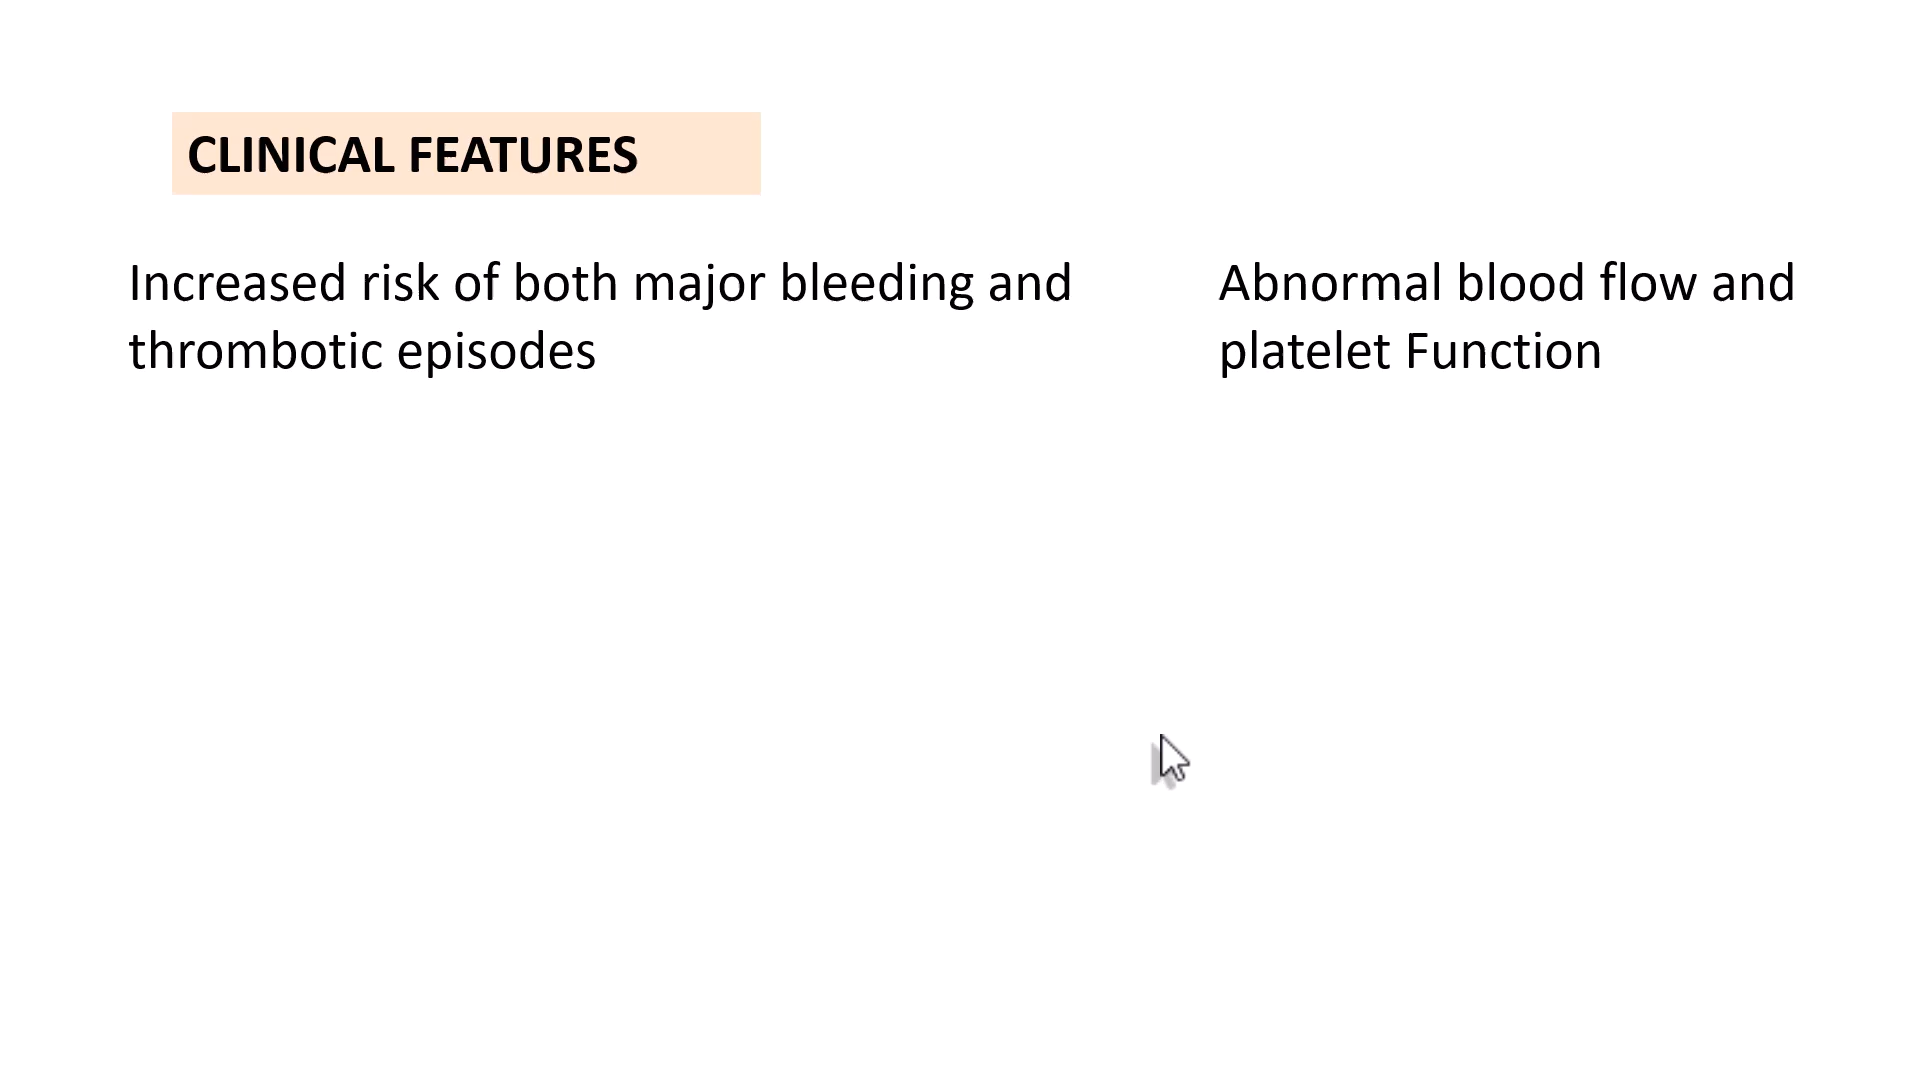 CLINICAL FEATURES
Increased risk of both major bleeding and
thrombotic episodes
Abnormal blood flow and
platelet Function